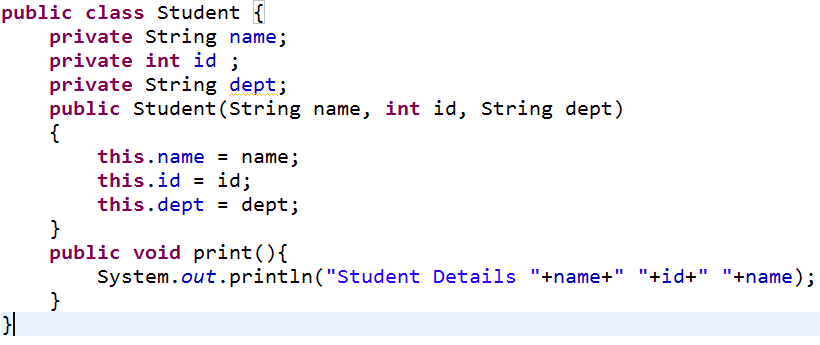 public class Student {
    private String name;
    private int id ;
    private String dept;
    public Student(String name, int id, String dept)
    {
        this.name = name;
        this.id = id;
        this.dept = dept;
    }
    public void print(){
        System.out.println("Student Details "+name+" "+id+" "+name);
    }
}